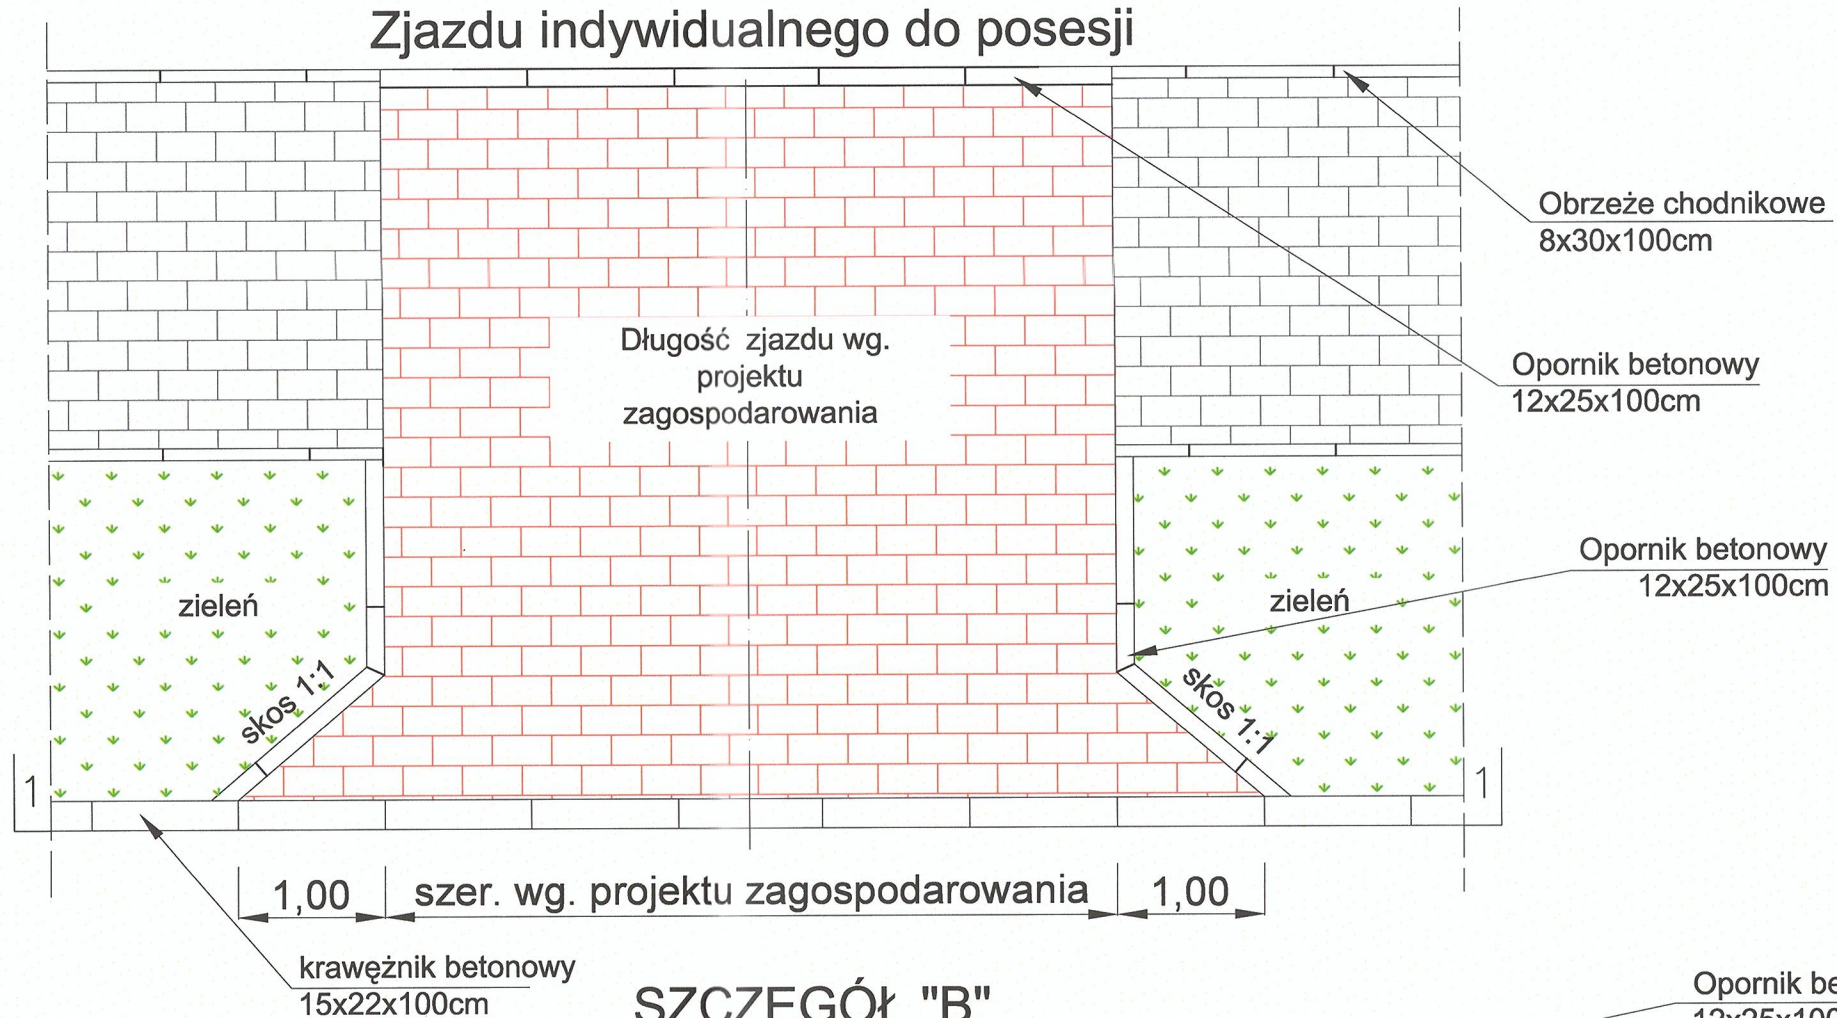 Zjazdu indywidualnego do posesji
Obrzeże chodnikowe
8x30x100cm
Długość zjazdu wg.
projektu
zagospodarowania
Opornik betonowy
12x25x100cm
Opornik betonowy
12x25x100cm
zieleń
zieleń
skos 1:1
skos 1:1
1
1
1,00
szer. wg. projektu zagospodarowania
1,00
krawężnik betonowy
15x22x100cm
SZCZEGÓŁ "B"
Opornik be